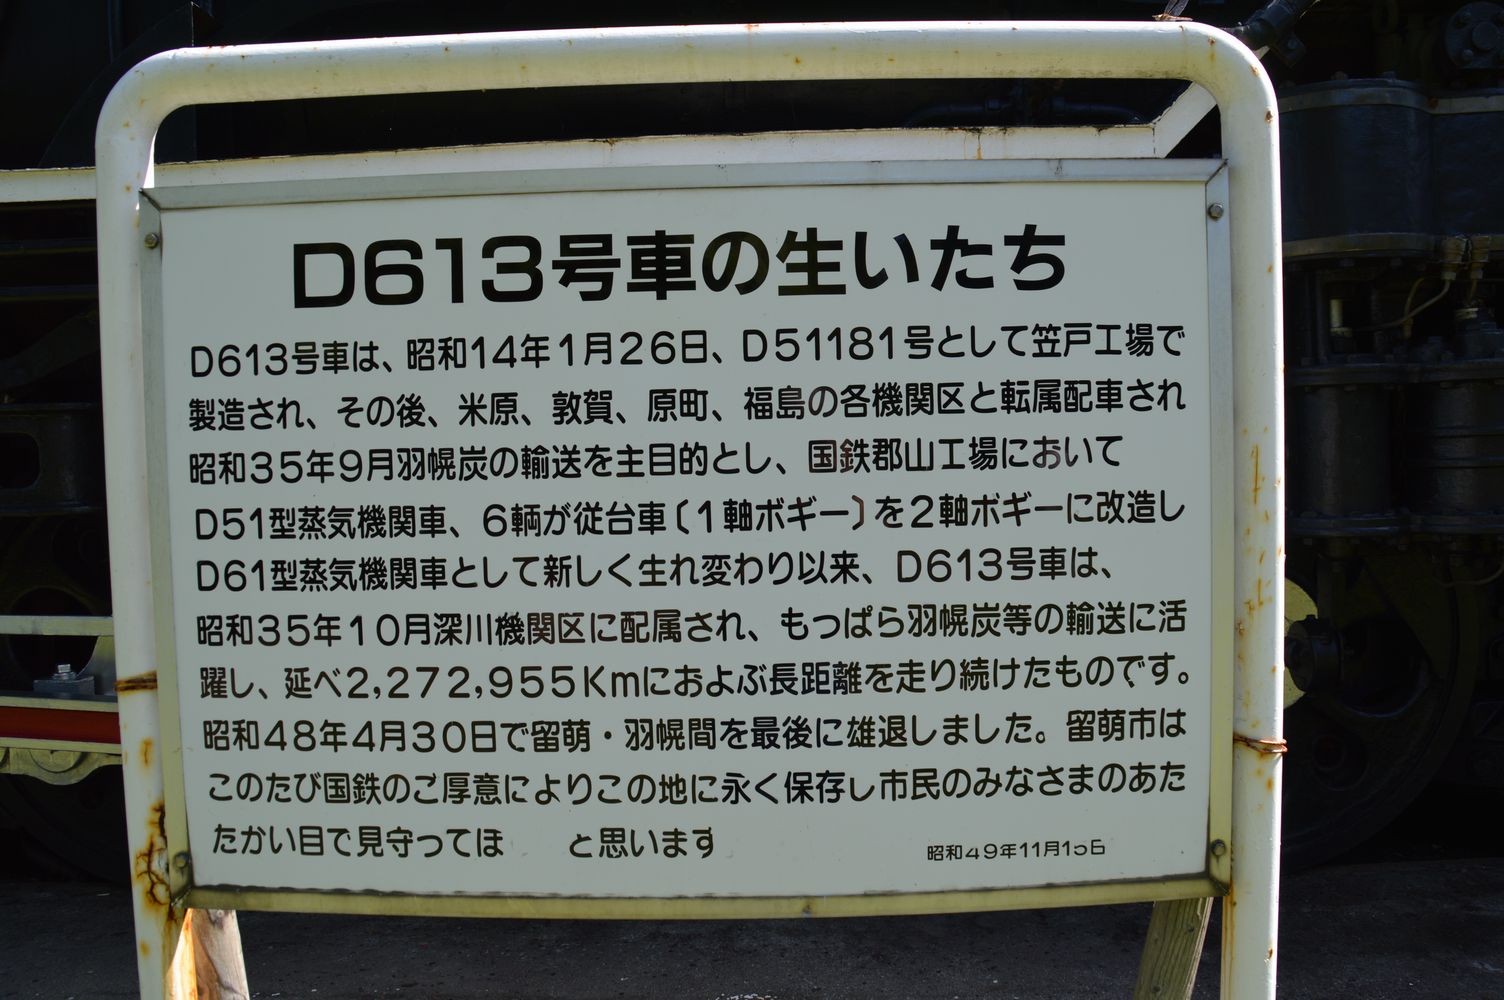 D613号車の生いたち
D613号車は、昭和14年1月26日、D51181号として笠戸工場で
製造され、その後、米原、敦賀、原町、福島の各機関区と転属配車され
昭和35年9月羽幌炭の輸送を主目的とし、国鉄郡山工場において
D51型蒸気機関車、6輌が従台車〔1軸ボギー〕を2軸ボギーに改造し
D61型蒸気機関車として新しく生れ変わり以来、D613号車は、
昭和35年10月深川機関区に配属され、もっぱら羽幌炭等の輸送に活
躍し、延べ2,272,955Kmにおよぶ長距離を走り続けたものです。
昭和48年4月30日で留萌・羽幌間を最後に雄退しました。留萌市は
このたび国鉄のご厚意によりこの地に永く保存し市民のみなさまのあた
たかい目で見守ってほ　　と思います
昭和49年11月15日